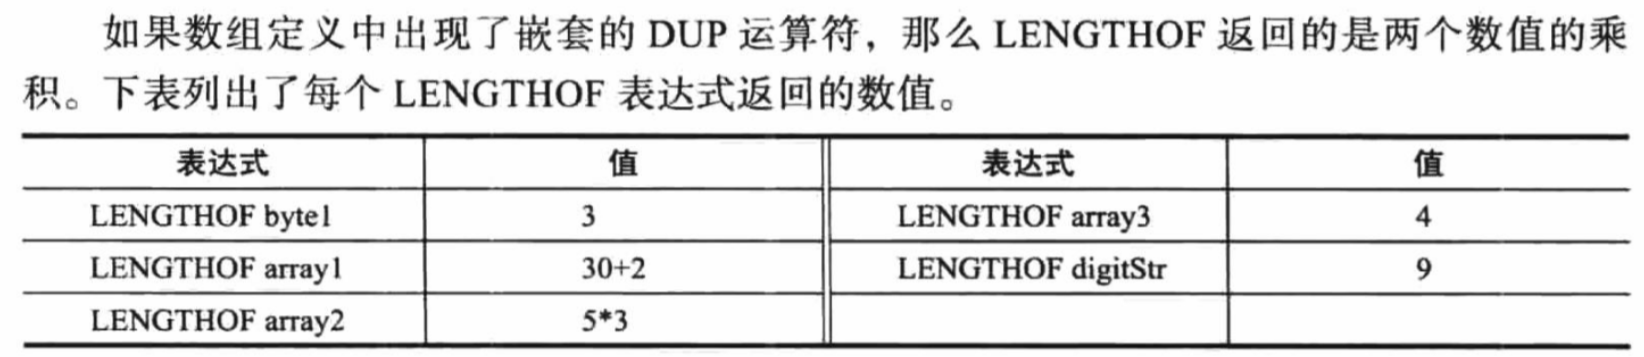 如果数组定义中出现了嵌套的 DUP 运算符，那么 LENGTHOF 返回的是两个数值的乘
积。下表列出了每个 LENGTHOF 表达式返回的数值。
表达式 值 表达式 值
LENGTHOF byte1 3 LENGTHOF array3 4
LENGTHOF array1 30+2 LENGTHOF digitStr 9
LENGTHOF array2 5*3